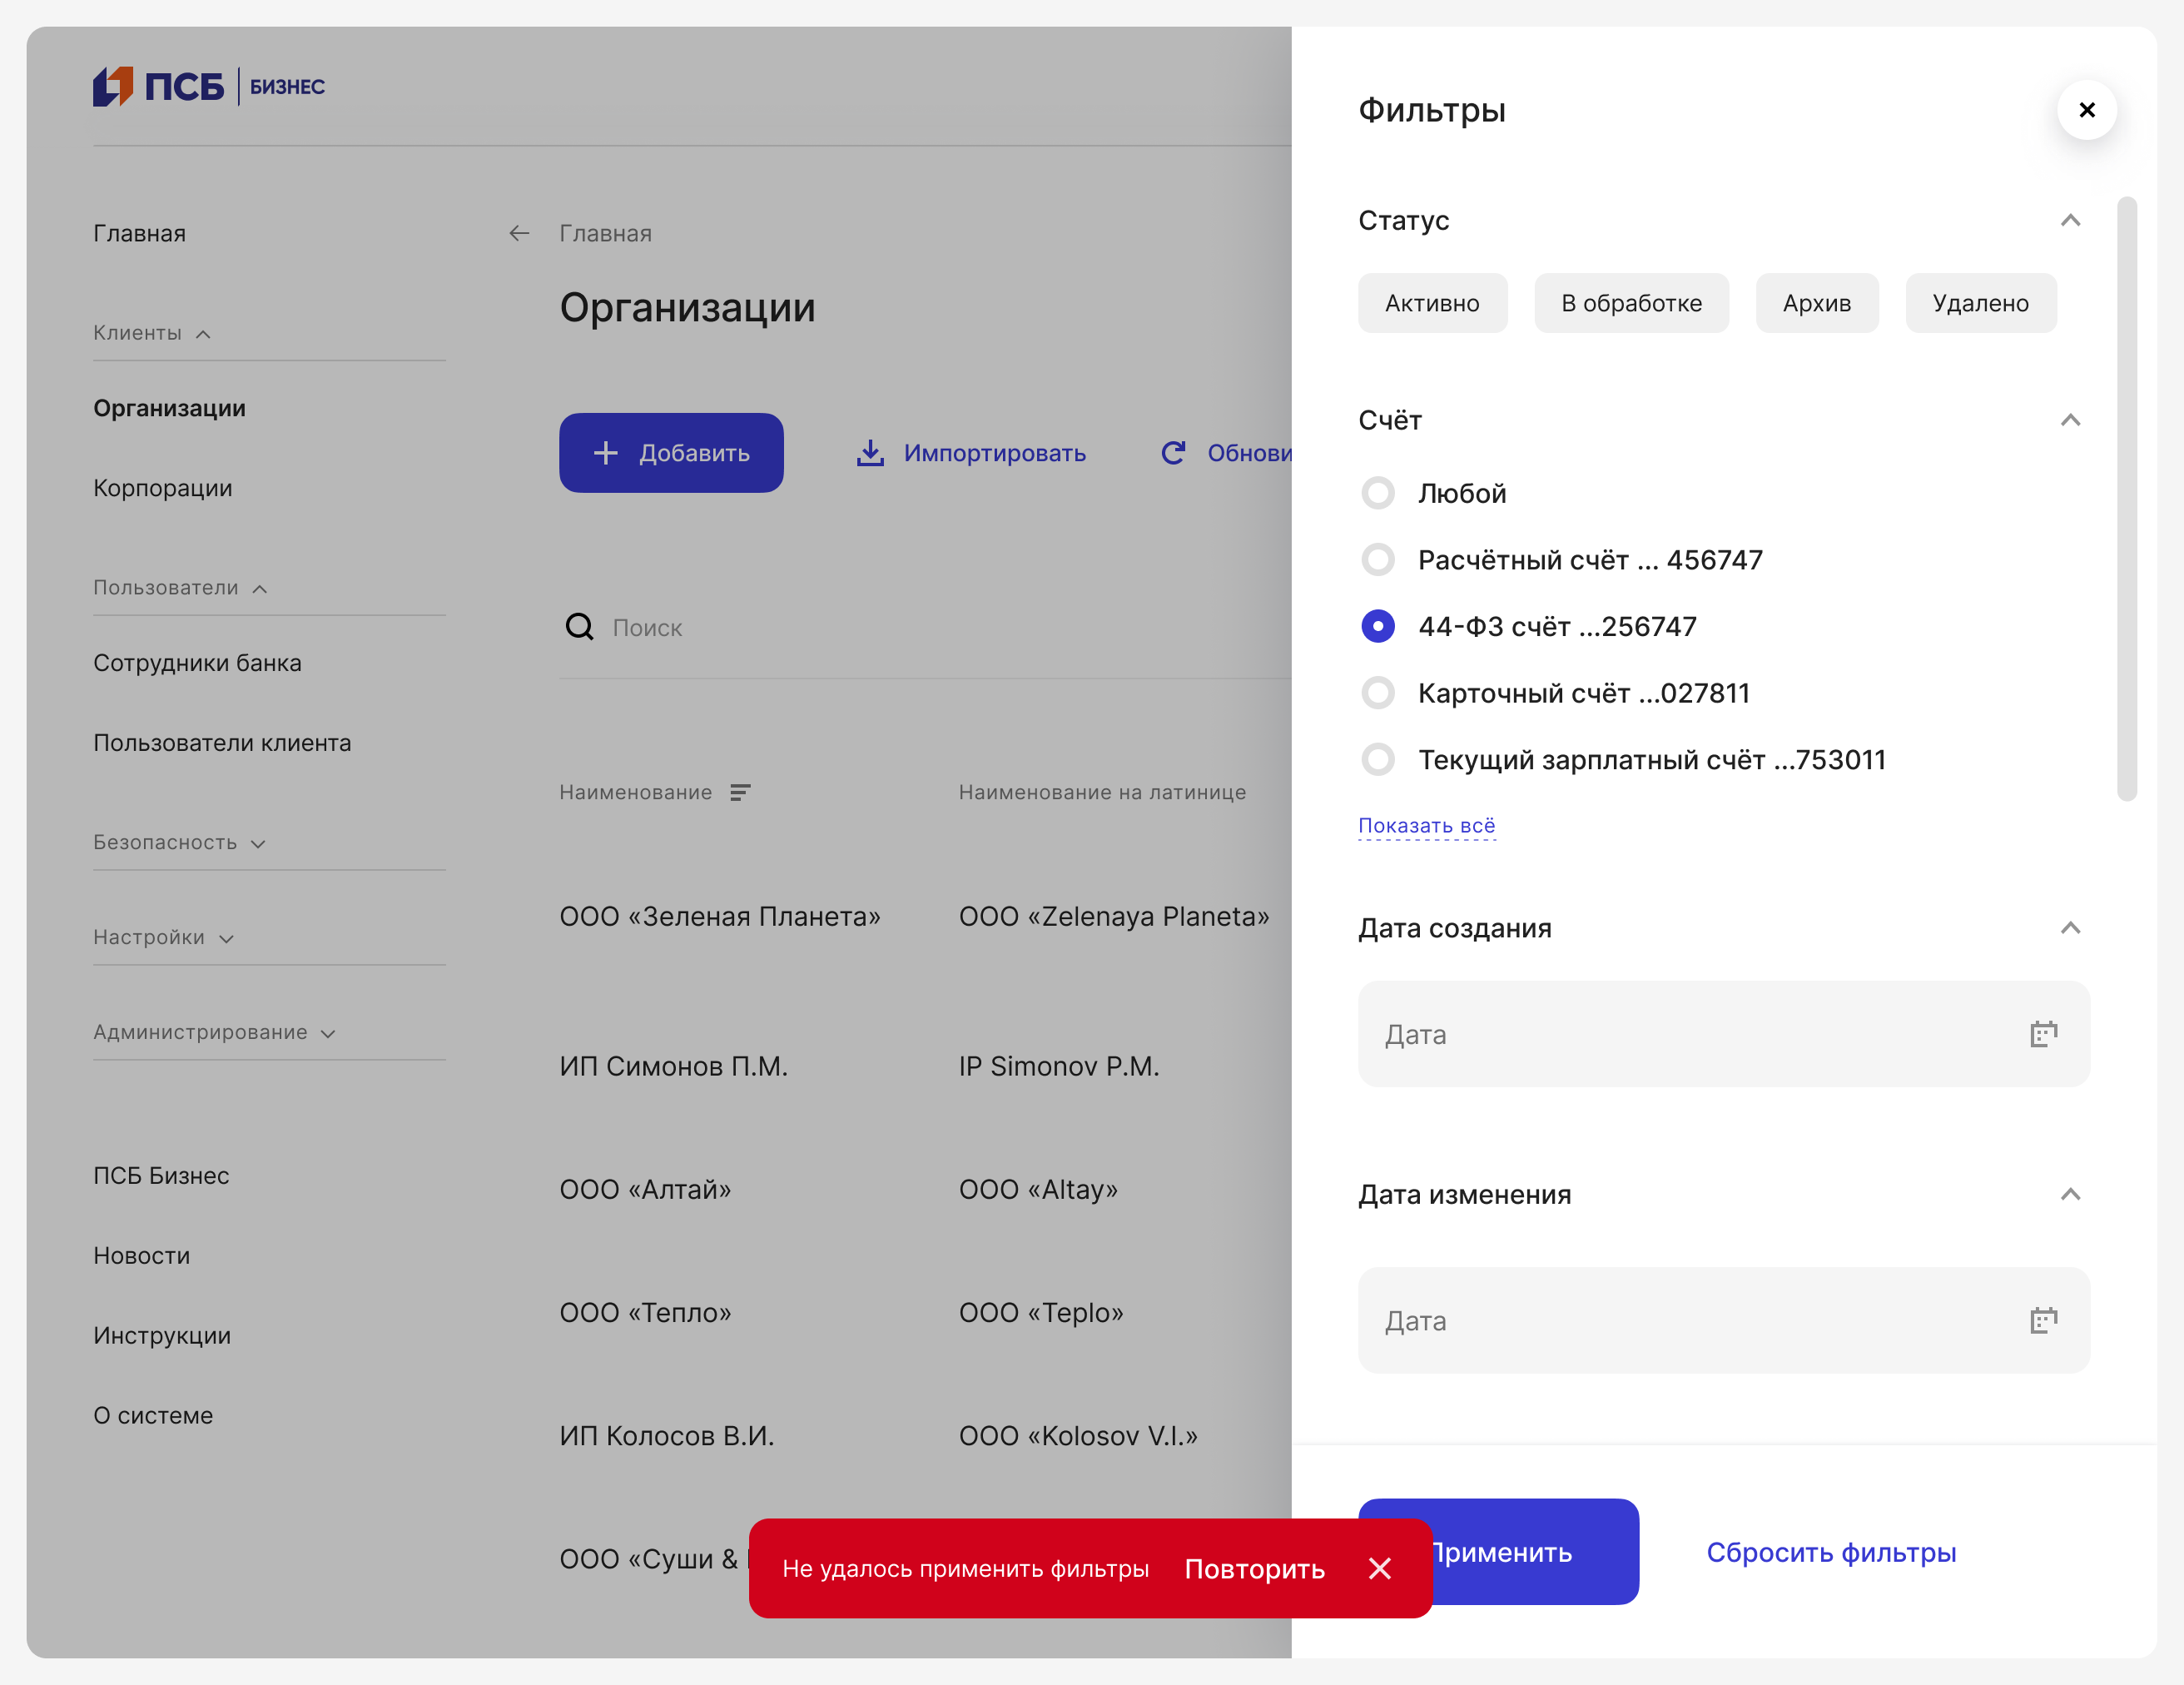 ПСБ БИЗНЕС
Главная
Клиенты
Организации
Корпорации
Пользователи
Сотрудники банка
Пользователи клиента
Безопасность
Настройки
Администрирование
ПСБ Бизнес
Новости
Инструкции
О системе
Главная
Организации
Добавить Импортировать Обнови
Поиск
Наименование Наименование на латинице
ООО «Зеленая Планета» ООО «Zelenaya Planeta»
ИП Симонов П.М. IP Simonov P.M.
ООО «Алтай» ООО «Altay»
ООО «Тепло» ООО «Teplo»
ИП Колосов В.И. ООО «Kolosov V.I.»
ООО «Суши &
Не удалось применить фильтры Повторить
Фильтры
Статус
Активно В обработке Архив Удалено
Счёт
Любой
Расчётный счёт ... 456747
44-ФЗ счёт ...256747
Карточный счёт ...027811
Текущий зарплатный счёт ...753011
Показать всё
Дата создания
Дата
Дата изменения
Дата
Применить Сбросить фильтры